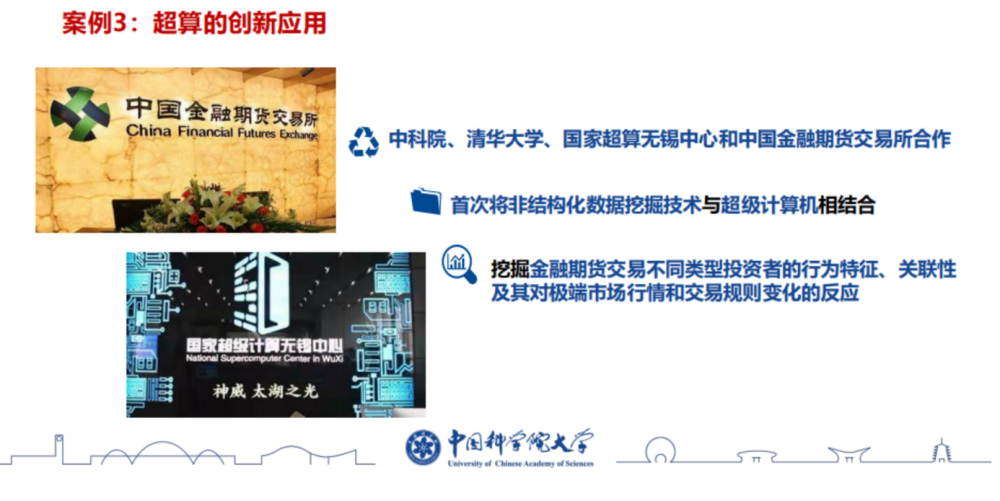 案例3：超算的创新应用
中国金融期货交易所
China Financial Futures Exchange
中科院、清华大学、国家超算无锡中心和中国金融期货交易所合作
首次将非结构化数据挖掘技术与超级计算机相结合
挖掘金融期货交易不同类型投资者的行为特征、关联性
及其对极端市场行情和交易规则变化的反应
国家超级计算无锡中心
National Supercomputer Center in WuXi
神威 太湖之光
中国科学院大学
University of Chinese Academy of Sciences